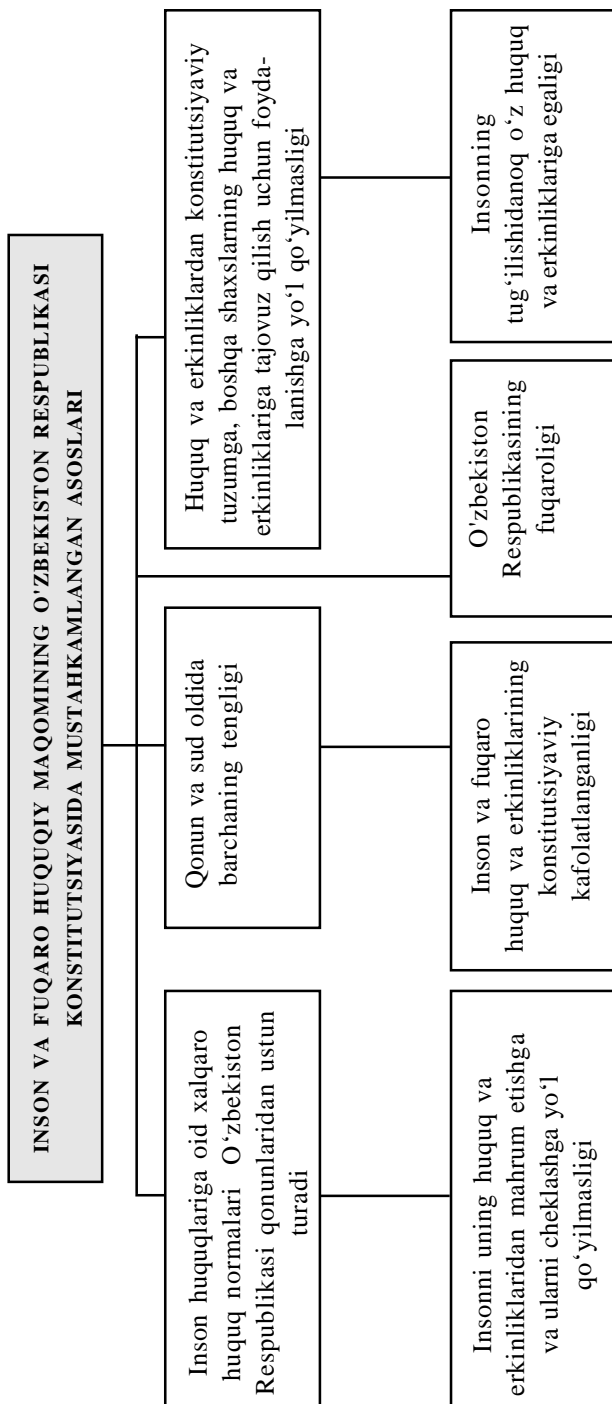 INSON VA FUQARO HUQUQIY MAQOMINING O'ZBEKISTON RESPUBLIKASI
KONSTITUTSIYASIDA MUSTAHKAMLANGAN ASOSLARI
Inson huquqlariga oid xalqaro
huquq normalari O‘zbekiston
Respublikasi qonunlaridan ustun
turadi
Qonun va sud oldida
barchaning tengligi
Huquq va erkinliklardan konstitutsiyaviy
tuzumga, boshqa shaxslarning huquq va
erkinliklariga tajovuz qilish uchun foyda-
lanishga yo‘l qo‘yilmasligi
Insonni uning huquq va
erkinliklaridan mahrum etishga
va ularni cheklashga yo‘l
qo‘yilmasligi
Inson va fuqaro
huquq va erkinliklarining
konstitutsiyaviy
kafolatlanganligi
O'zbekiston
Respublikasining
fuqaroligi
Insonning
tug‘ilishidanoq o‘z huquq
va erkinliklariga egaligi